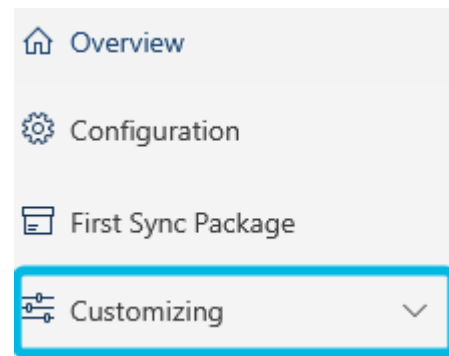 Overview
Configuration
First Sync Package
Customizing